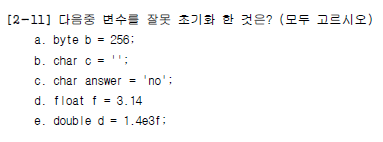 [2-11] 다음중 변수를 잘못 초기화 한 것은? (모두 고르시오)
a. byte b = 256;
b. char c = '';
c. char answer = 'no';
d. float f = 3.14
e. double d = 1.4e3f;